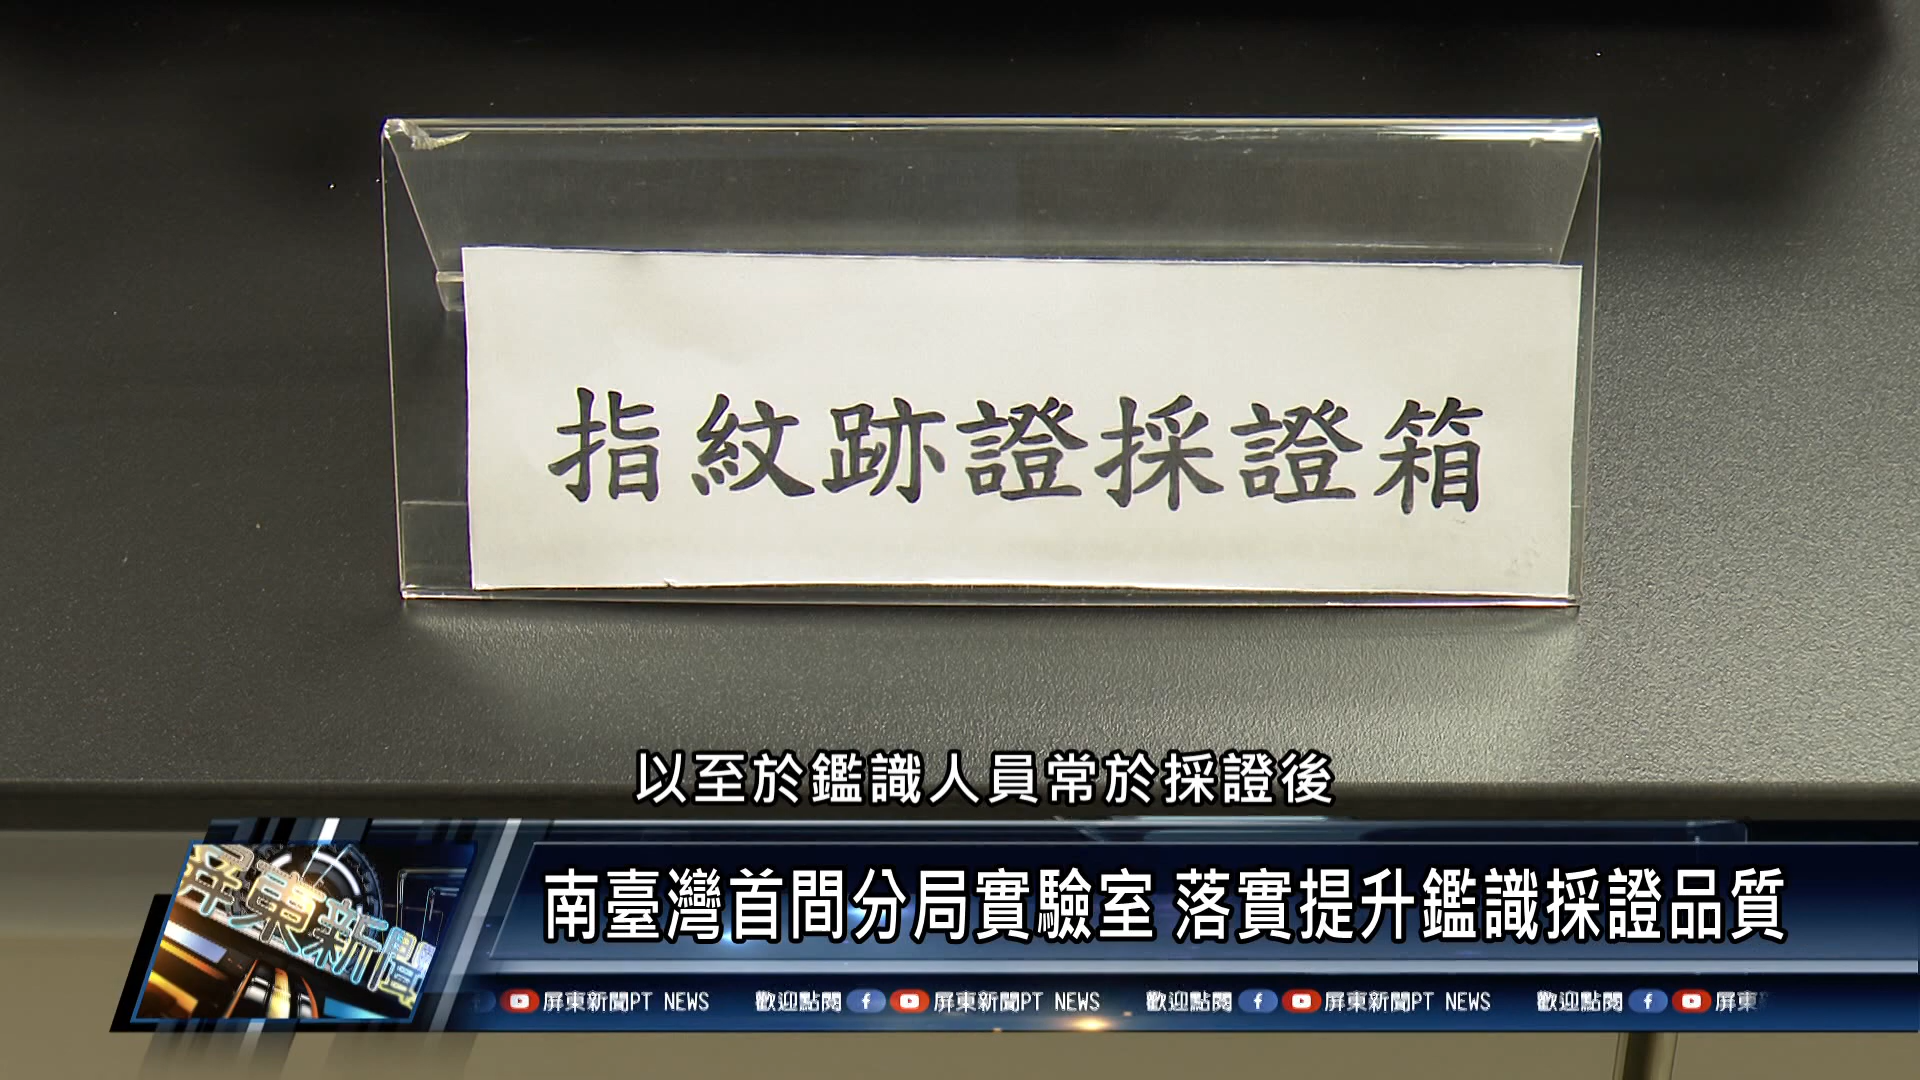 指紋跡證採證箱
以至於鑑識人員常於採證後
南臺灣首間分局實驗室 落實提升鑑識採證品質
屏東新聞
屏東新聞PT NEWS 歡迎點閱 屏東新聞PT NEWS 歡迎點閱 屏東新聞PT NEWS 歡迎點閱 屏東